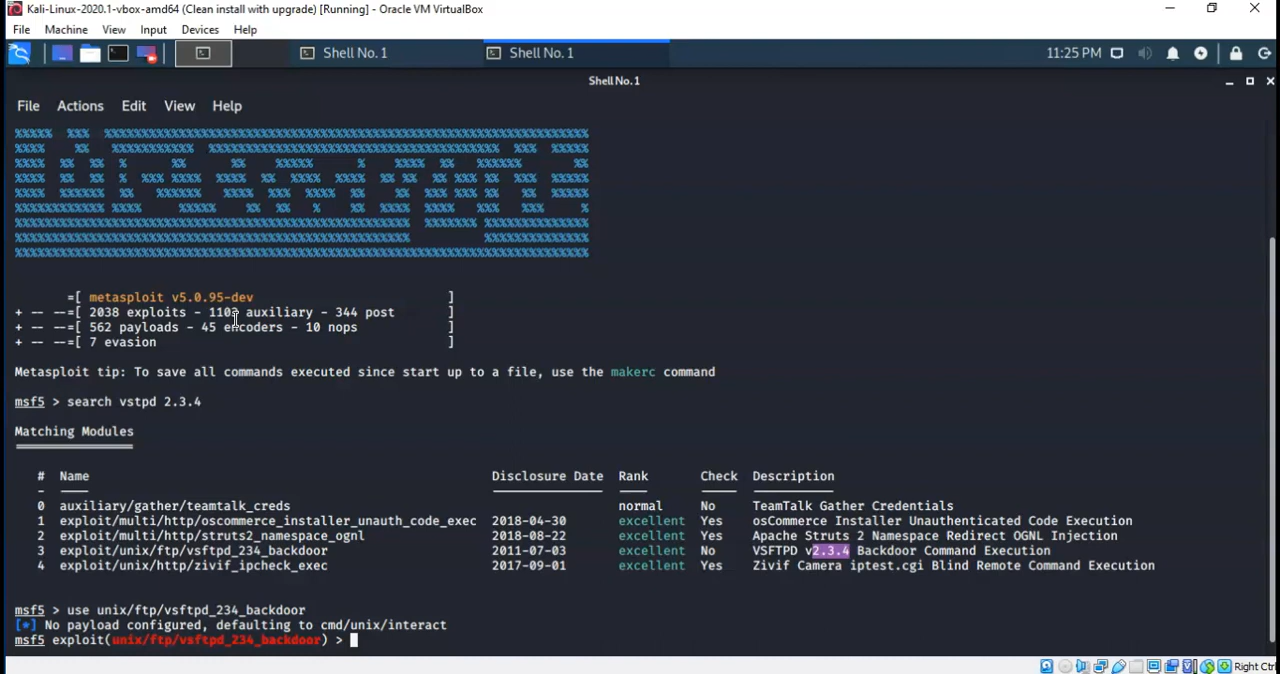 Kali-Linux-2020.1-vbox-amd64 (Clean install with upgrade) [Running] - Oracle VM VirtualBox
File Machine View Input Devices Help
Shell No. 1 Shell No. 1 11:25 PM
Shell No. 1
File Actions Edit View Help
=[ metasploit v5.0.95-dev ]
+ -- --=[ 2038 exploits - 1103 auxiliary - 344 post ]
+ -- --=[ 562 payloads - 45 encoders - 10 nops ]
+ -- --=[ 7 evasion ]
Metasploit tip: To save all commands executed since start up to a file, use the makerc command
msf5 > search vstpd 2.3.4
Matching Modules
# Name Disclosure Date Rank Check Description
0 auxiliary/gather/teamtalk_creds normal No TeamTalk Gather Credentials
1 exploit/multi/http/oscommerce_installer_unauth_code_exec 2018-04-30 excellent Yes osCommerce Installer Unauthenticated Code Execution
2 exploit/multi/http/struts2_namespace_ognl 2018-08-22 excellent Yes Apache Struts 2 Namespace Redirect OGNL Injection
3 exploit/unix/ftp/vsftpd_234_backdoor 2011-07-03 excellent No VSFTPD v2.3.4 Backdoor Command Execution
4 exploit/unix/http/zivif_ipcheck_exec 2017-09-01 excellent Yes Zivif Camera iptest.cgi Blind Remote Command Execution
msf5 > use unix/ftp/vsftpd_234_backdoor
[*] No payload configured, defaulting to cmd/unix/interact
msf5 exploit(unix/ftp/vsftpd_234_backdoor) >
Right Ctrl